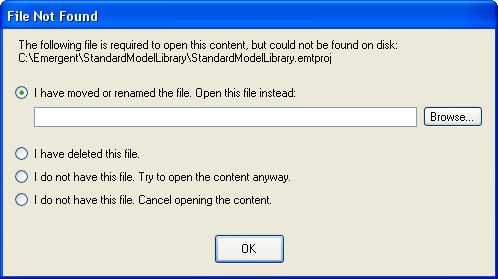 File Not Found
The following file is required to open this content, but could not be found on disk:
C:\Emergent\StandardModelLibrary\StandardModelLibrary.emtproj
I have moved or renamed the file. Open this file instead:
Browse...
I have deleted this file.
I do not have this file. Try to open the content anyway.
I do not have this file. Cancel opening the content.
OK